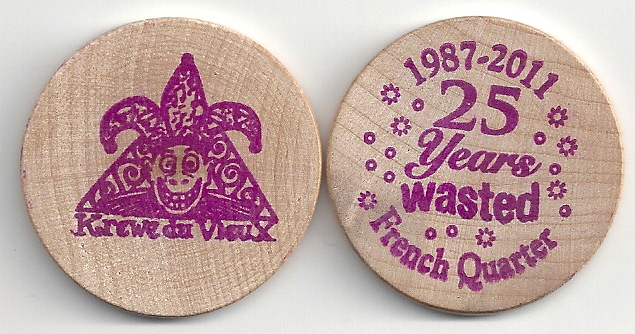 Krewe du Vieux
1987-2011
25
Years
wasted
French Quarter